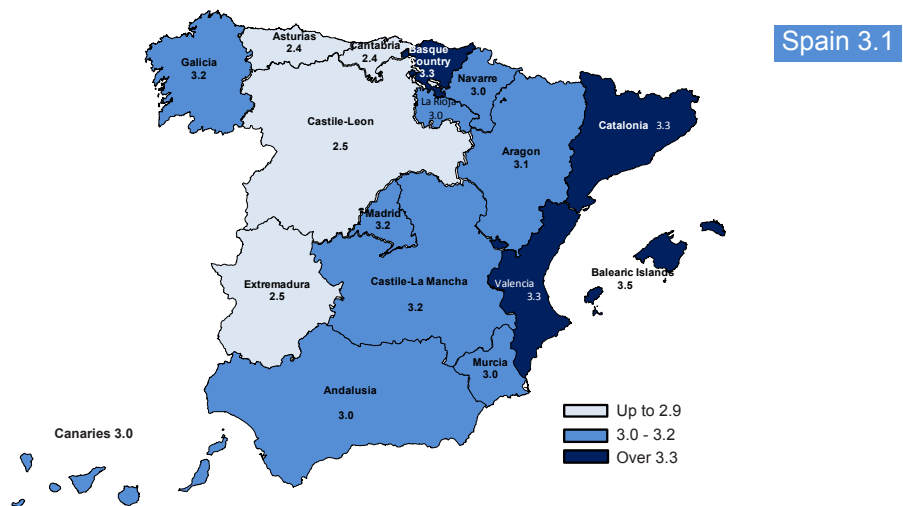 Spain 3.1
Asturias
2.4
Cantabria
2.4
Basque
Country
3.3
Galicia
3.2
Navarre
3.0
La Rioja
3.0
Castile-Leon
2.5
Catalonia 3.3
Aragon
3.1
Madrid
3.2
Balearic Islands
3.5
Extremadura
2.5
Castile-La Mancha
3.2
Valencia
3.3
Murcia
3.0
Andalusia
3.0
Canaries 3.0
Up to 2.9
3.0 - 3.2
Over 3.3